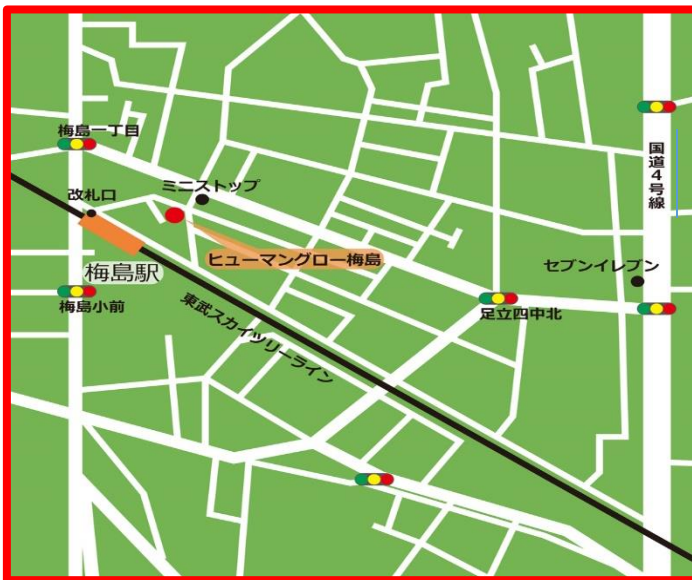 梅島一丁目
国道4号線
ミニストップ
改札口
ヒューマングロー梅島
セブンイレブン
梅島駅
梅島小前
足立四中北
東武スカイツリーライン